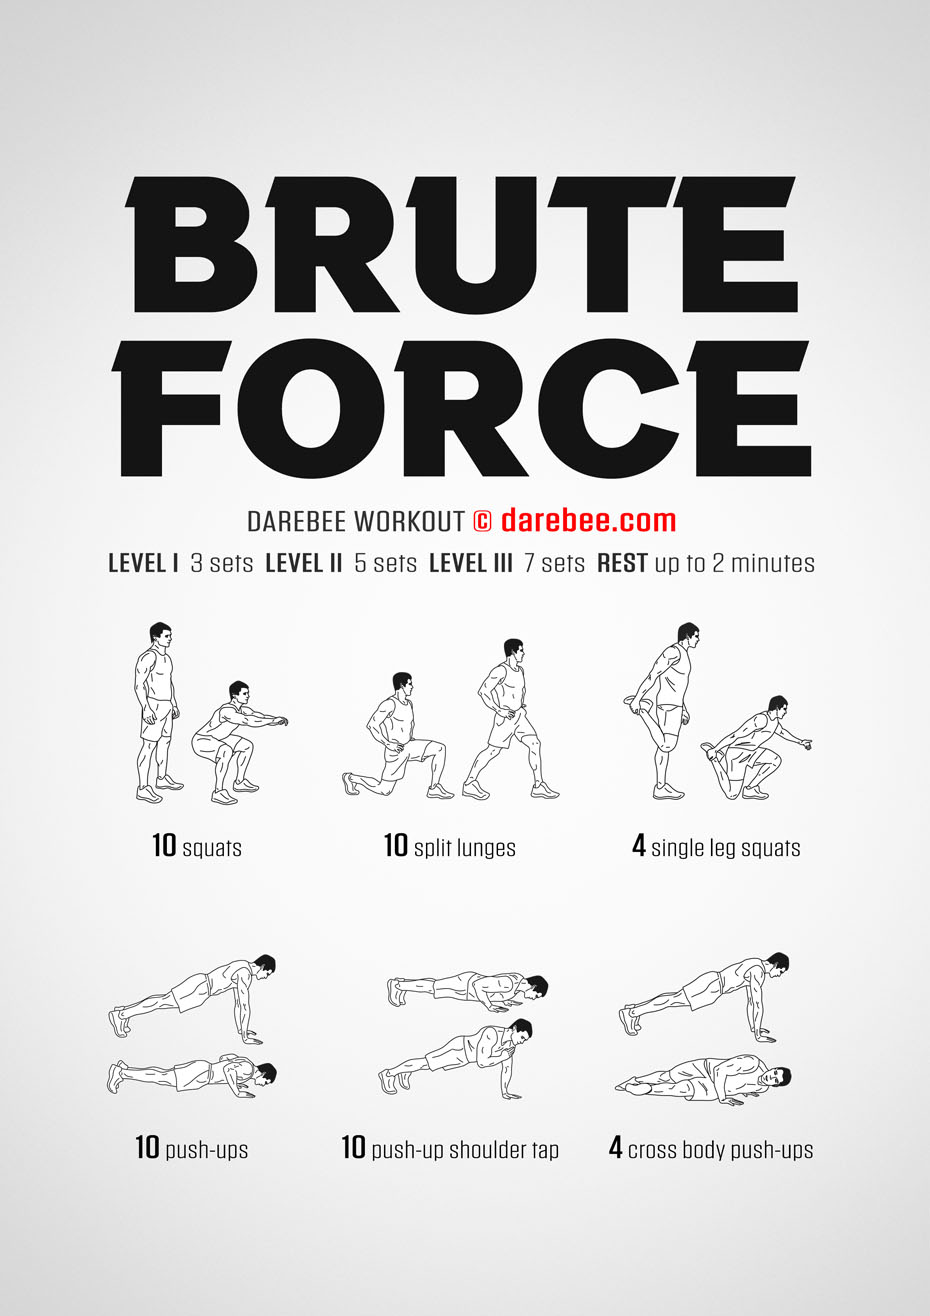 BRUTE
FORCE
DAREBEE WORKOUT © darebee.com
LEVEL I 3 sets LEVEL II 5 sets LEVEL III 7 sets REST up to 2 minutes
10 squats 10 split lunges 4 single leg squats
10 push-ups 10 push-up shoulder tap 4 cross body push-ups